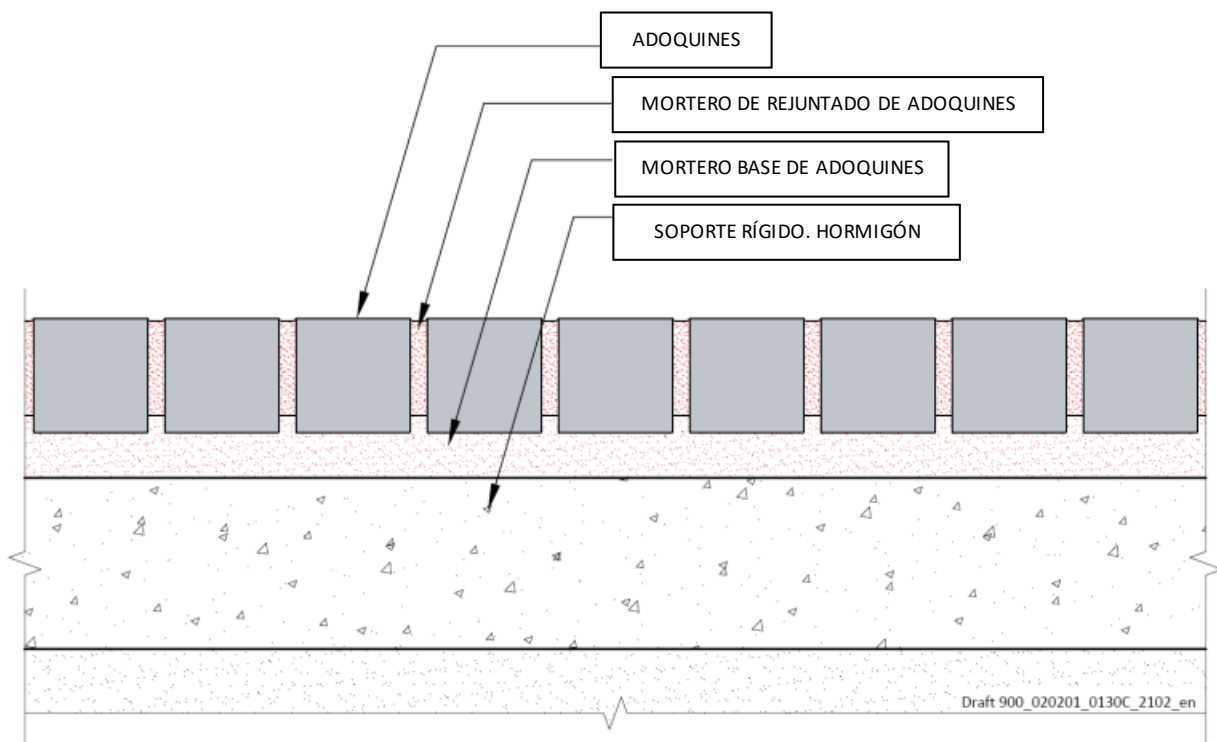 ADOQUINES
MORTERO DE REJUNTADO DE ADOQUINES
MORTERO BASE DE ADOQUINES
SOPORTE RÍGIDO. HORMIGÓN
Draft 900_020201_0130C_2102_en